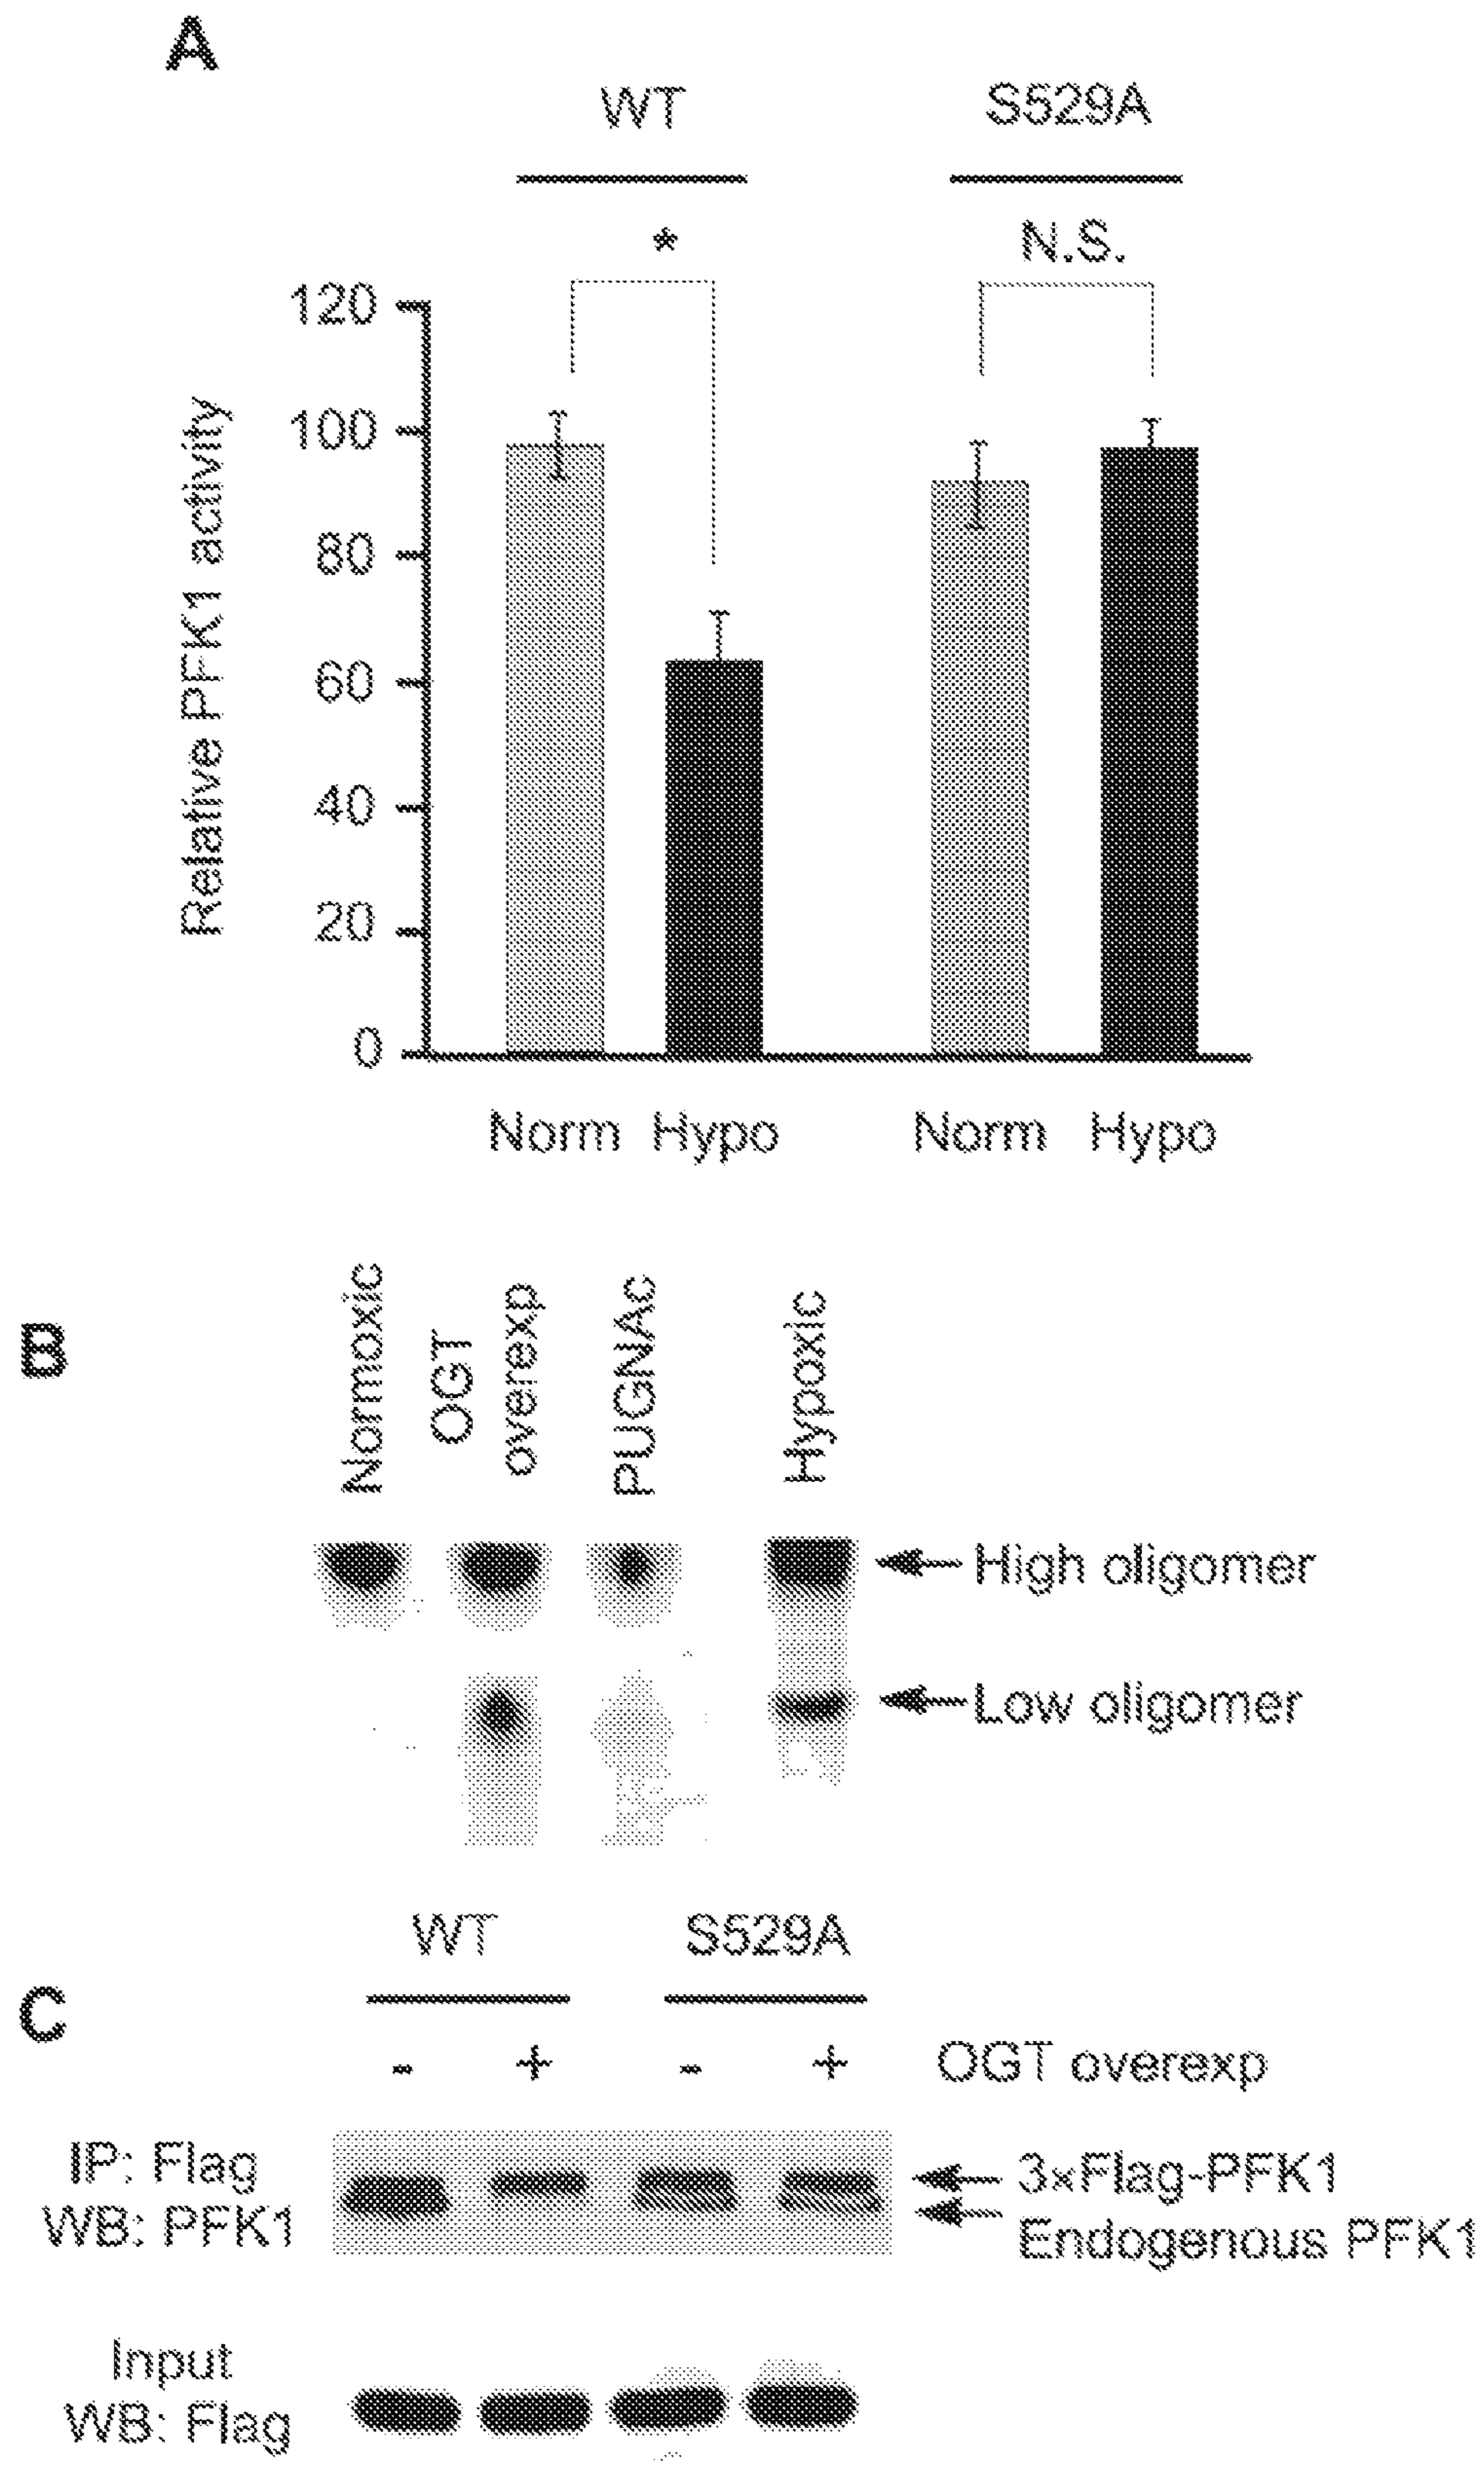 A
WT S529A
* N.S.
120
100
80
60
40
20
0
Relative PFK1 activity
Norm Hypo Norm Hypo
B
Normoxic
OGT
overexp
PUGNAc
Hypoxic
High oligomer
Low oligomer
WT S529A
C
- + - + OGT overexp
IP: Flag
WB: PFK1
3×Flag-PFK1
Endogenous PFK1
Input
WB: Flag